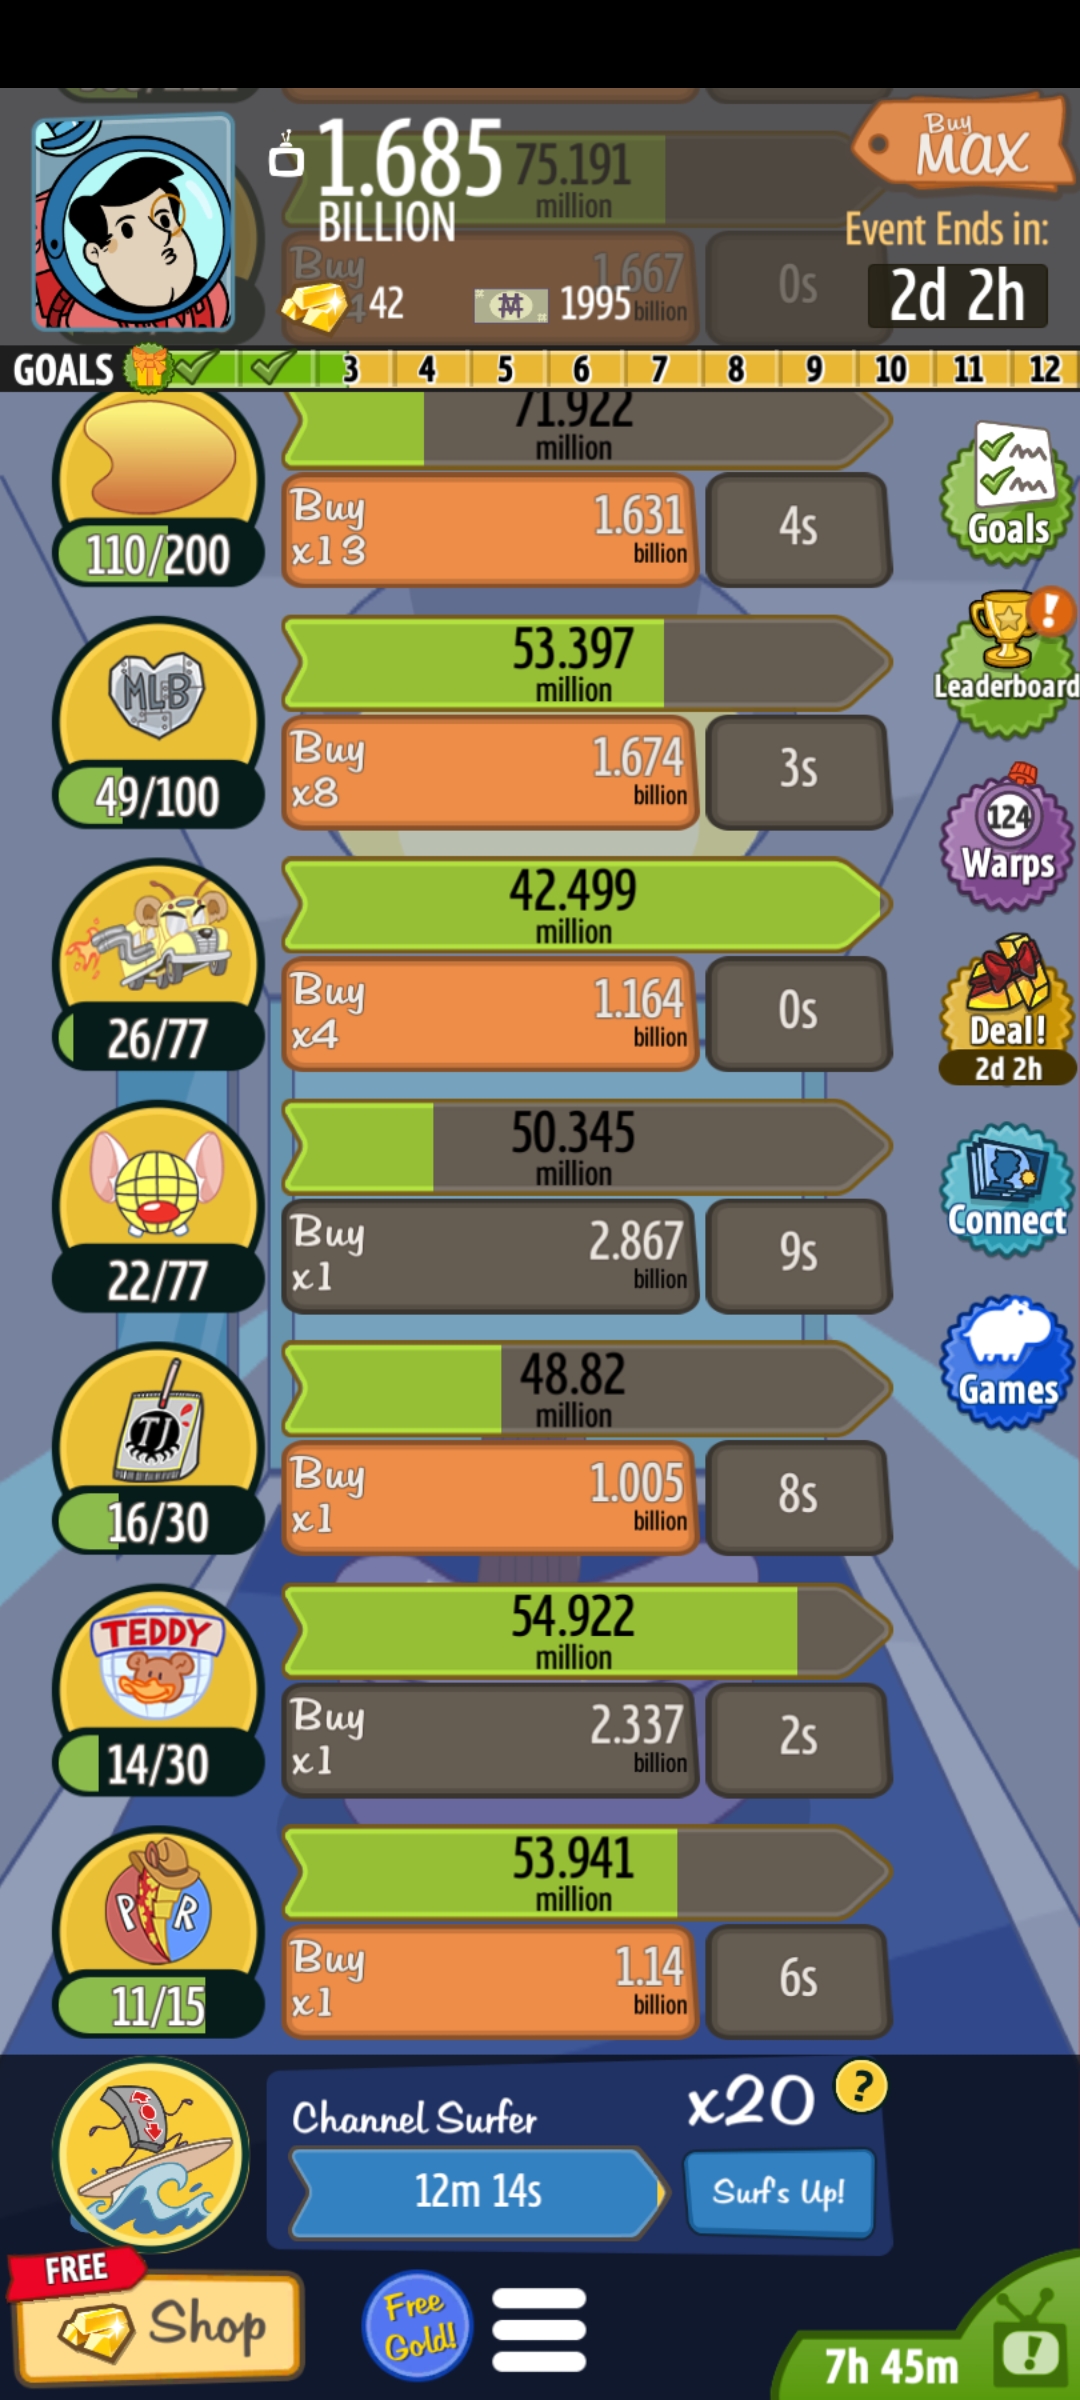 1.685
BILLION
75.191
million
Buy
MAX
Event Ends in:
2d 2h
Buy
1.667
billion
0s
42
1995
GOALS 3 4 5 6 7 8 9 10 11 12
71.922
million
110/200
Buy
x13
1.631
billion
4s
Goals
MLB
49/100
53.397
million
Buy
x8
1.674
billion
3s
Leaderboard
26/77
42.499
million
Buy
x4
1.164
billion
0s
124
Warps
Deal!
2d 2h
22/77
50.345
million
Buy
x1
2.867
billion
9s
Connect
TJ
16/30
48.82
million
Buy
x1
1.005
billion
8s
Games
TEDDY
14/30
54.922
million
Buy
x1
2.337
billion
2s
P R
11/15
53.941
million
Buy
x1
1.14
billion
6s
Channel Surfer
x20
?
12m 14s
Surf's Up!
FREE
Shop
Free
Gold!
7h 45m